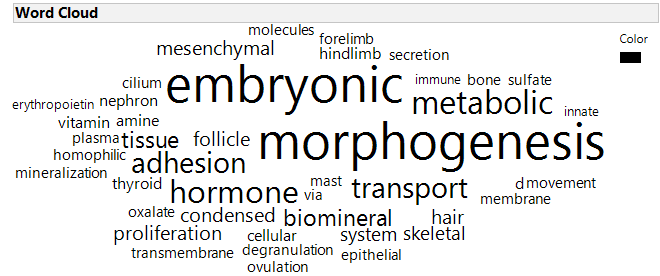 Word Cloud
Color
molecules
forelimb
mesenchymal
hindlimb
secretion
cilium
embryonic
immune
bone
sulfate
erythropoietin
nephron
metabolic
innate
vitamin
amine
plasma
tissue
follicle
morphogenesis
homophilic
adhesion
mineralization
thyroid
hormone
mast
via
transport
d
movement
membrane
oxalate
condensed
biomineral
hair
proliferation
cellular
system
skeletal
transmembrane
degranulation
epithelial
ovulation